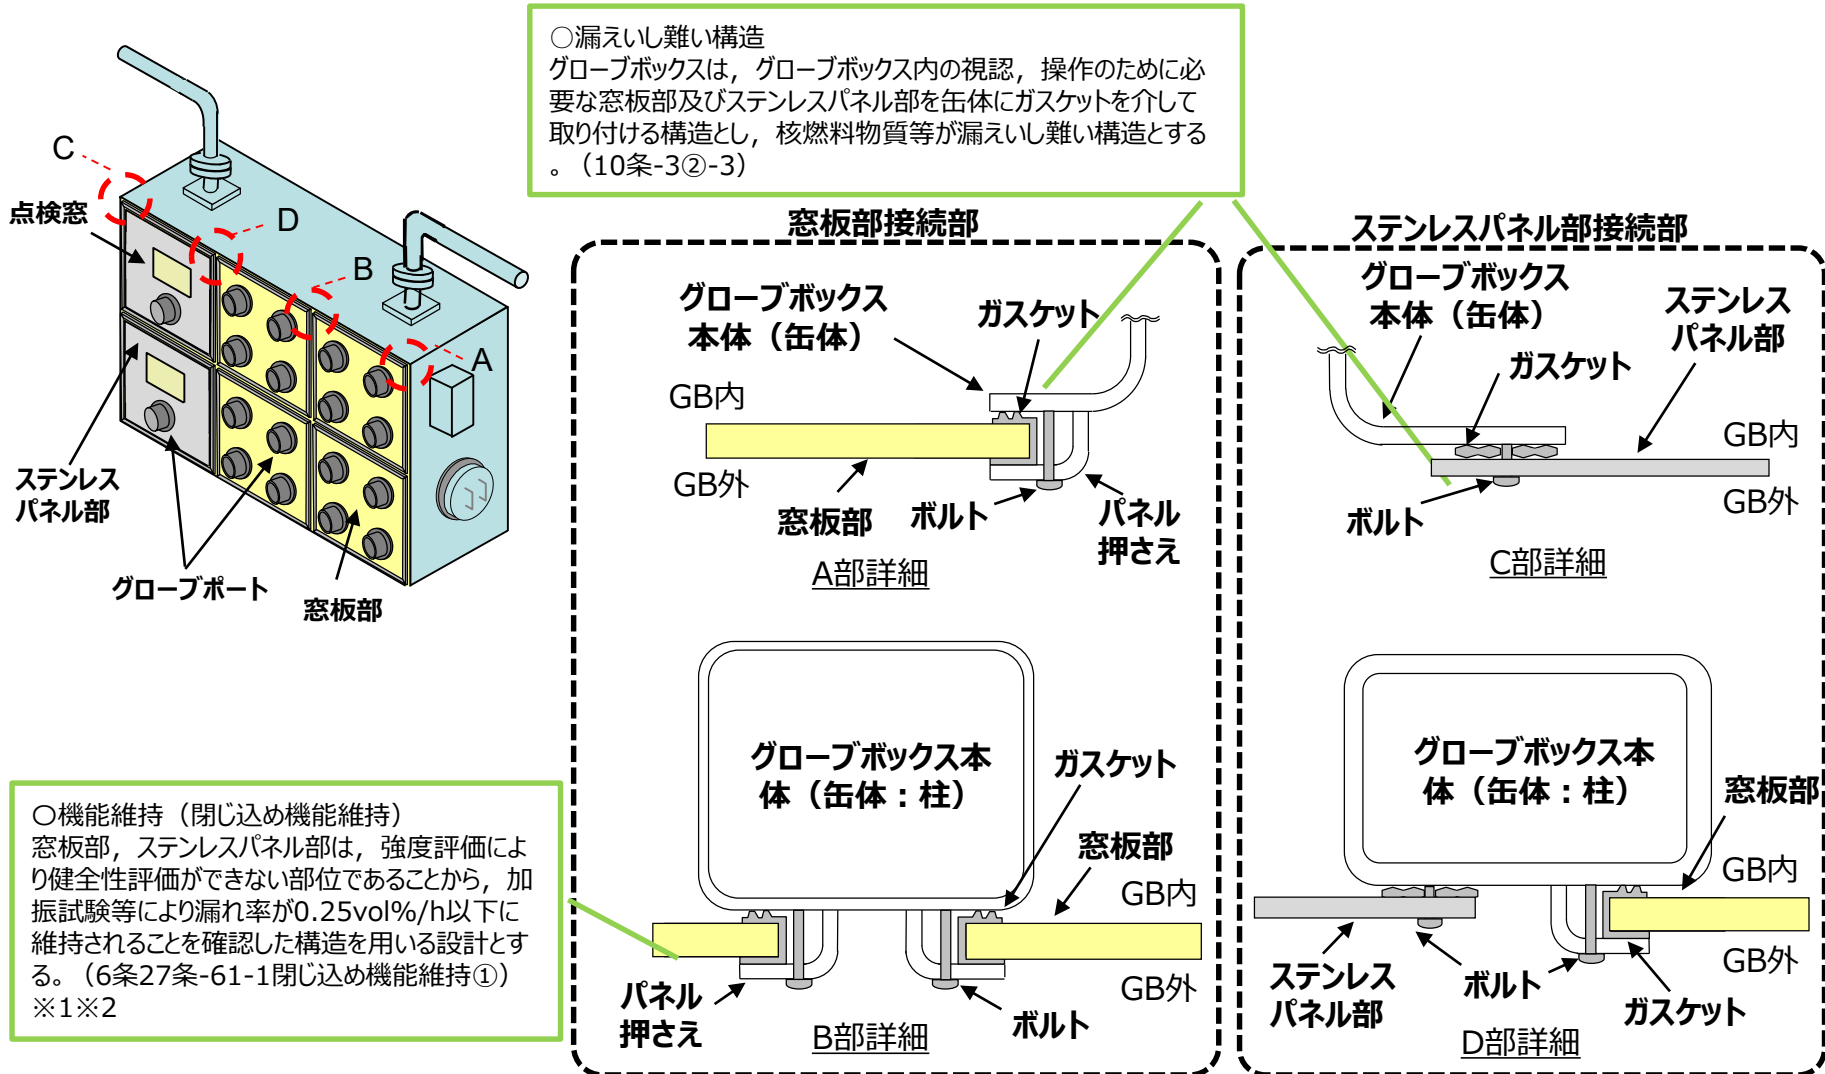 ○漏えいし難い構造
グローブボックスは，グローブボックス内の視認，操作のために必
要な窓板部及びステンレスパネル部を缶体にガスケットを介して
取り付ける構造とし，核燃料物質等が漏えいし難い構造とする
。（10条-3②-3）
C
点検窓
D
B
A
ステンレス
パネル部
グローブポート
窓板部
窓板部接続部
グローブボックス
本体（缶体）
ガスケット
GB内
GB外
窓板部
ボルト
パネル
押さえ
A部詳細
グローブボックス本
体（缶体：柱）
ガスケット
窓板部
GB内
GB外
パネル
押さえ
ボルト
B部詳細
ステンレスパネル部接続部
グローブボックス
本体（缶体）
ステンレス
パネル部
ガスケット
GB内
GB外
ボルト
C部詳細
グローブボックス本
体（缶体：柱）
窓板部
GB内
GB外
ステンレス
パネル部
ボルト
ガスケット
D部詳細
○機能維持（閉じ込め機能維持）
窓板部，ステンレスパネル部は，強度評価によ
り健全性評価ができない部位であることから，加
振試験等により漏れ率が0.25vol%/h以下に
維持されることを確認した構造を用いる設計とす
る。（6条27条-61-1閉じ込め機能維持①）
※1※2